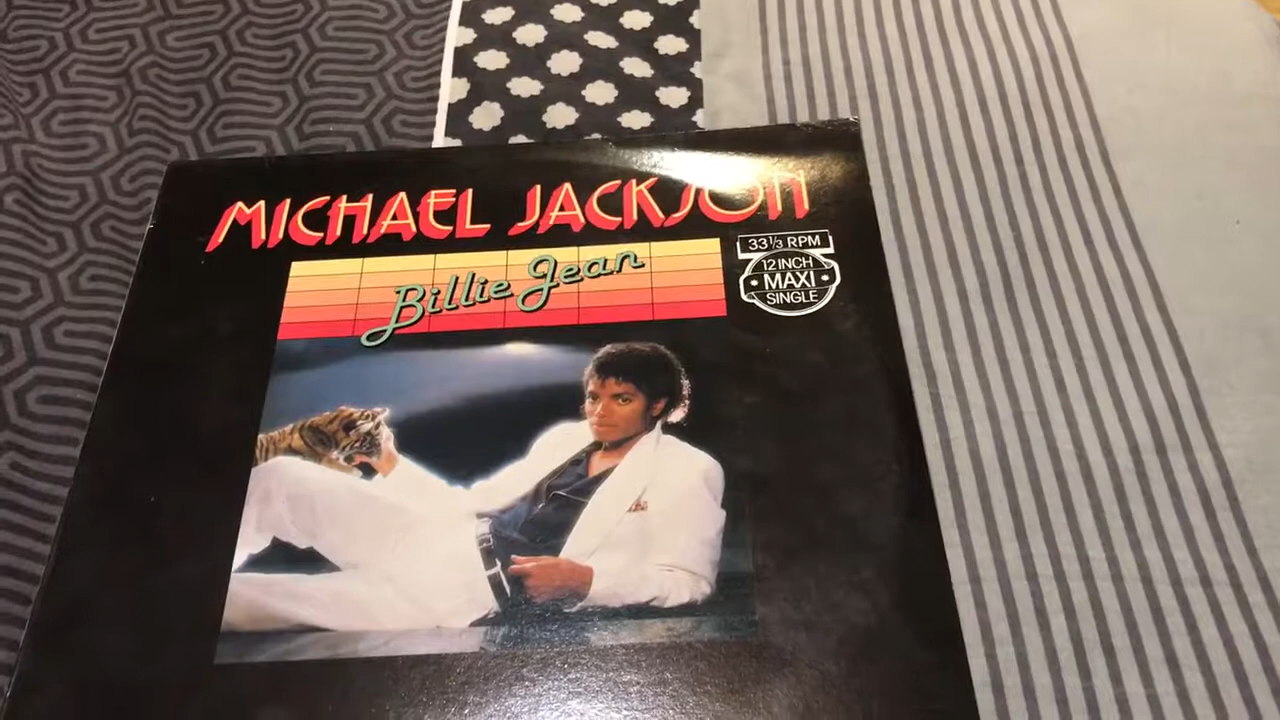 MICHAEL JACKSON
Billie Jean
33⅓ RPM
12 INCH
MAXI
SINGLE